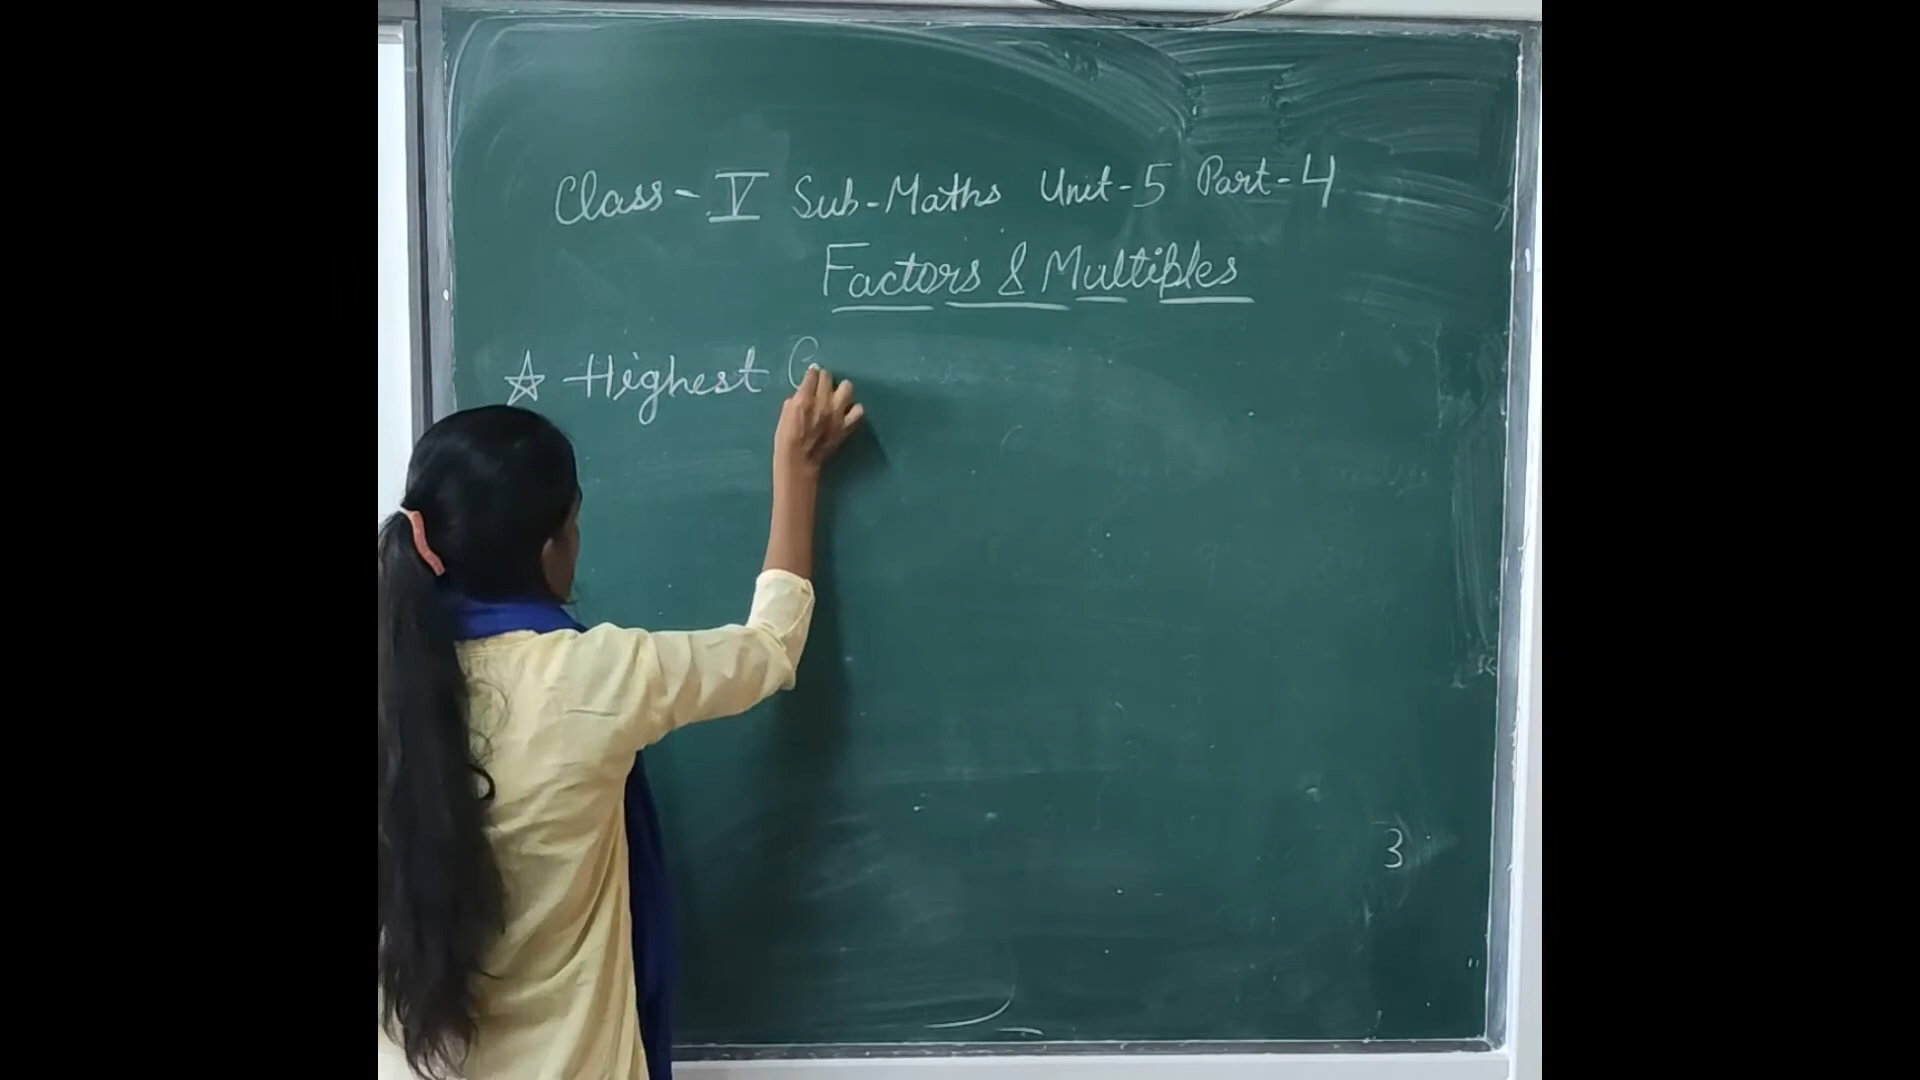 Class - V Sub-Maths Unit-5 Part-4
Factors & Multiples
☆ Highest C
3